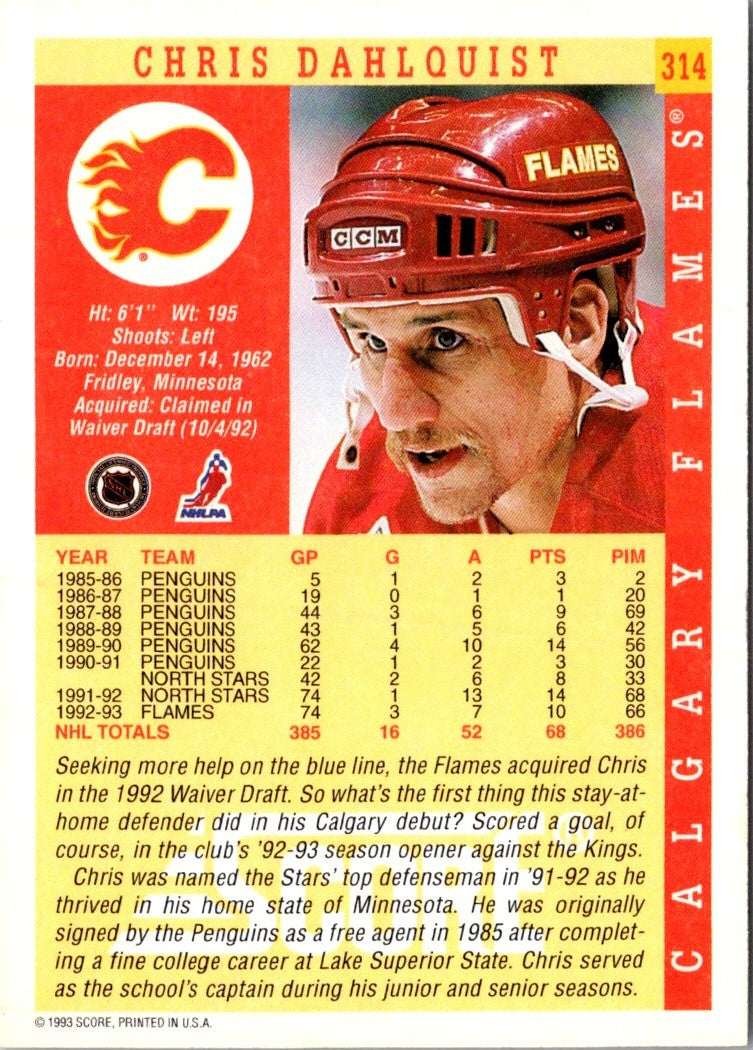 CHRIS DAHLQUIST
314
CALGARY FLAMES®
C
®
FLAMES
CCM
Ht: 6'1" Wt: 195
Shoots: Left
Born: December 14, 1962
Fridley, Minnesota
Acquired: Claimed in
Waiver Draft (10/4/92)
NHL
NHLPA
YEAR TEAM GP G A PTS PIM
1985-86 PENGUINS 5 1 2 3 2
1986-87 PENGUINS 19 0 1 1 20
1987-88 PENGUINS 44 3 6 9 69
1988-89 PENGUINS 43 1 5 6 42
1989-90 PENGUINS 62 4 10 14 56
1990-91 PENGUINS 22 1 2 3 30
NORTH STARS 42 2 6 8 33
1991-92 NORTH STARS 74 1 13 14 68
1992-93 FLAMES 74 3 7 10 66
NHL TOTALS 385 16 52 68 386
Seeking more help on the blue line, the Flames acquired Chris
in the 1992 Waiver Draft. So what's the first thing this stay-at-
home defender did in his Calgary debut? Scored a goal, of
course, in the club's '92-93 season opener against the Kings.
Chris was named the Stars' top defenseman in '91-92 as he
thrived in his home state of Minnesota. He was originally
signed by the Penguins as a free agent in 1985 after complet-
ing a fine college career at Lake Superior State. Chris served
as the school's captain during his junior and senior seasons.
SCORE®
© 1993 SCORE, PRINTED IN U.S.A.